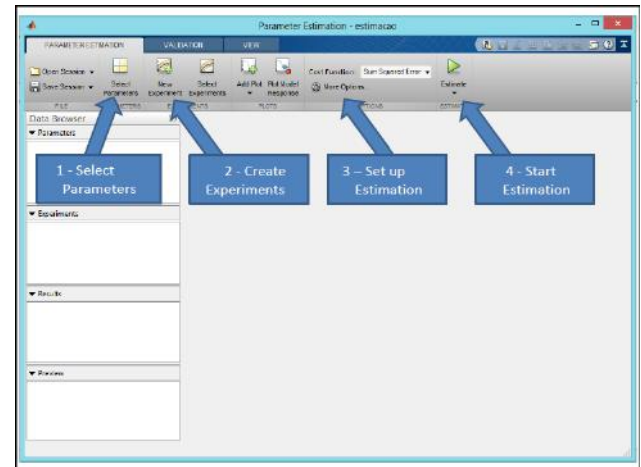 Parameter Estimation - estimacao
PARAMETER ESTIMATION VALIDATION VIEW
Open Session
Save Session
Select Parameters
New Experiment
Select Experiments
Add Plot
Plot Model Response
Cost Function: Sum Squared Error
More Options...
Estimate
FILE PLOTS
Data Browser
Parameters
1 - Select
Parameters
2 - Create
Experiments
3 – Set up
Estimation
4 - Start
Estimation
Experiments
Results
Preview